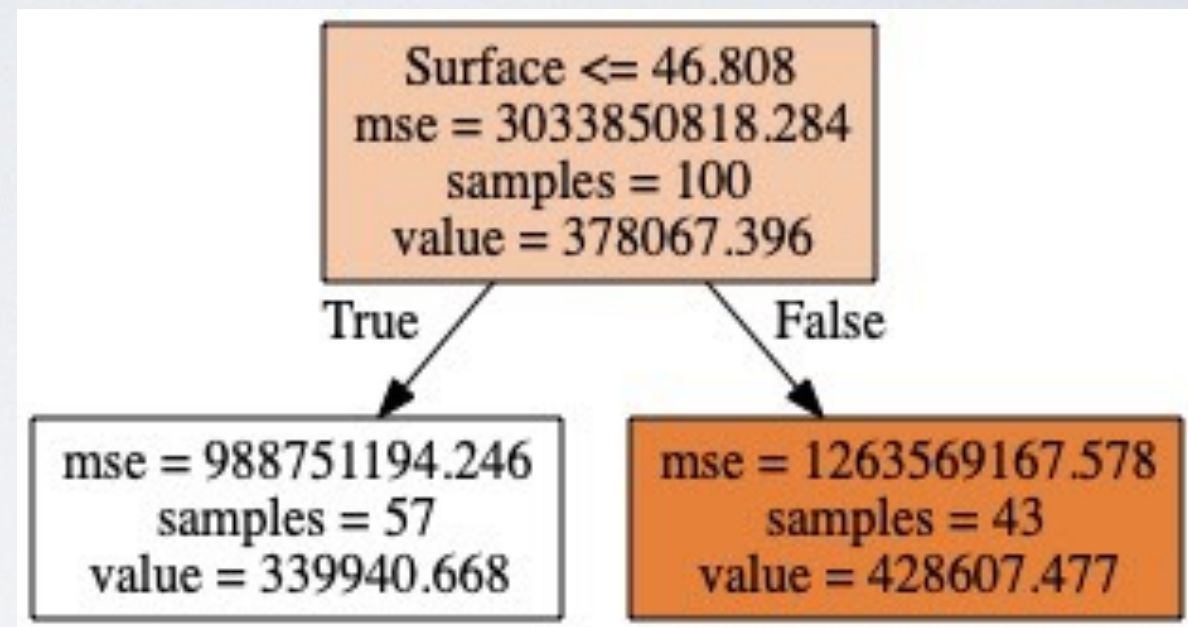 Surface <= 46.808
mse = 3033850818.284
samples = 100
value = 378067.396
True
False
mse = 988751194.246
samples = 57
value = 339940.668
mse = 1263569167.578
samples = 43
value = 428607.477